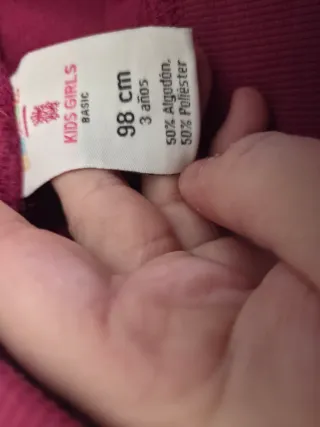 KIDS GIRLS
BASIC
98 cm
3 años
50% Algodón.
50% Poliéster